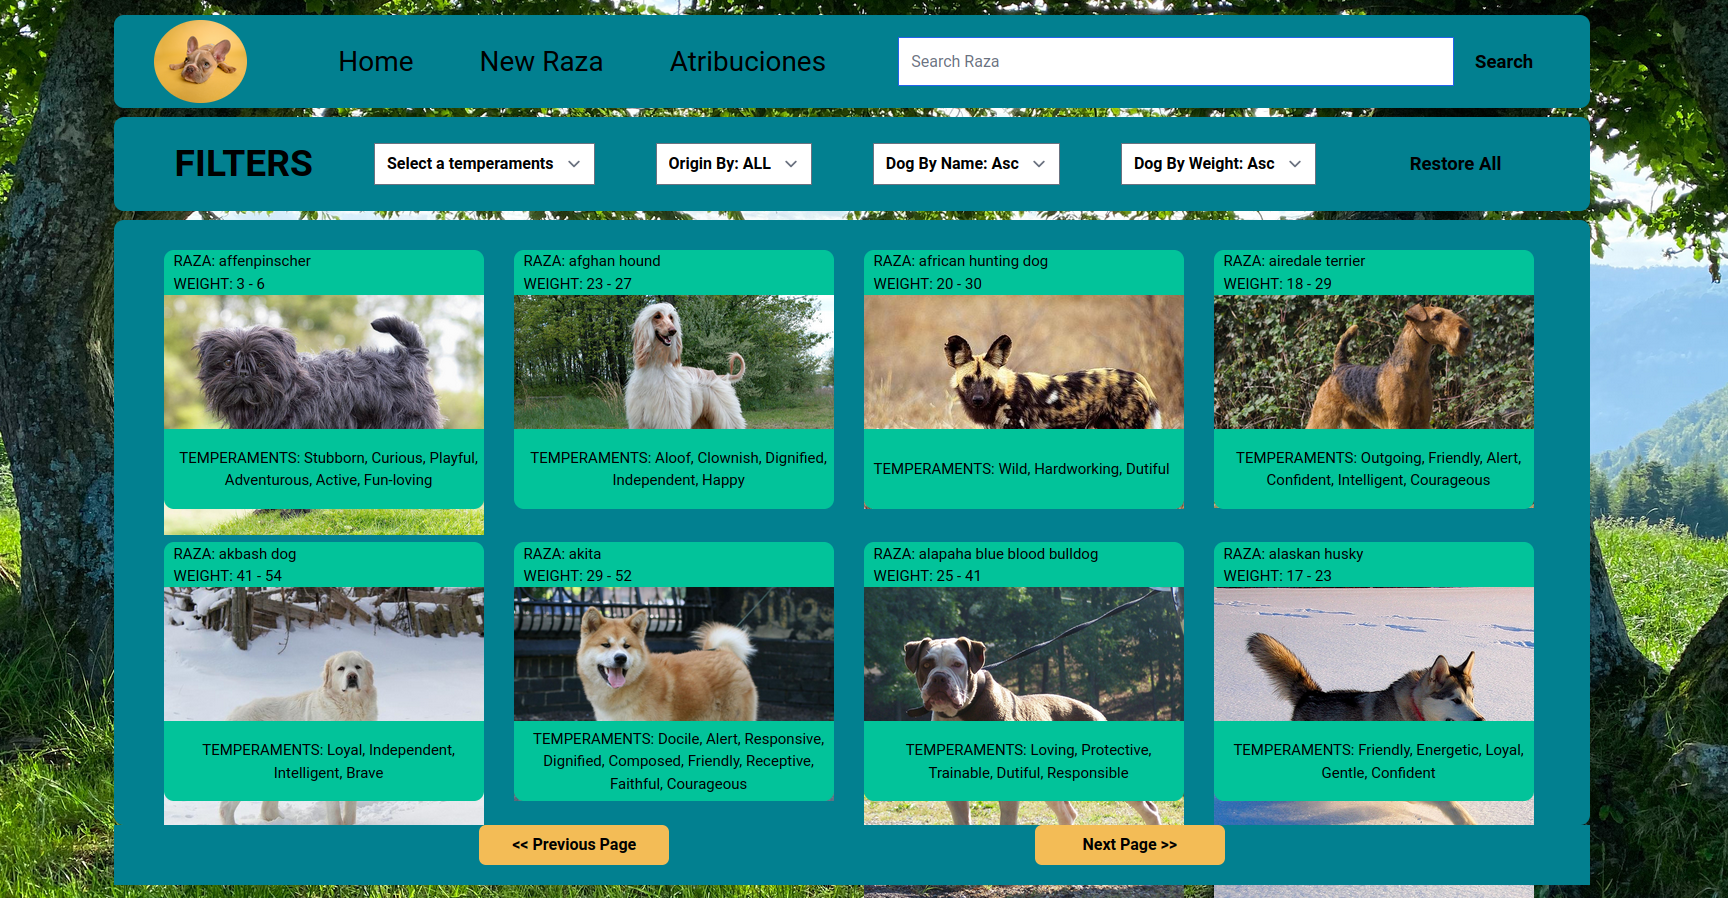 Home
New Raza
Atribuciones
Search Raza
Search
FILTERS
Select a temperaments
Origin By: ALL
Dog By Name: Asc
Dog By Weight: Asc
Restore All
RAZA: affenpinscher
WEIGHT: 3 - 6
TEMPERAMENTS: Stubborn, Curious, Playful,
Adventurous, Active, Fun-loving
RAZA: afghan hound
WEIGHT: 23 - 27
TEMPERAMENTS: Aloof, Clownish, Dignified,
Independent, Happy
RAZA: african hunting dog
WEIGHT: 20 - 30
TEMPERAMENTS: Wild, Hardworking, Dutiful
RAZA: airedale terrier
WEIGHT: 18 - 29
TEMPERAMENTS: Outgoing, Friendly, Alert,
Confident, Intelligent, Courageous
RAZA: akbash dog
WEIGHT: 41 - 54
TEMPERAMENTS: Loyal, Independent,
Intelligent, Brave
RAZA: akita
WEIGHT: 29 - 52
TEMPERAMENTS: Docile, Alert, Responsive,
Dignified, Composed, Friendly, Receptive,
Faithful, Courageous
RAZA: alapaha blue blood bulldog
WEIGHT: 25 - 41
TEMPERAMENTS: Loving, Protective,
Trainable, Dutiful, Responsible
RAZA: alaskan husky
WEIGHT: 17 - 23
TEMPERAMENTS: Friendly, Energetic, Loyal,
Gentle, Confident
<< Previous Page
Next Page >>